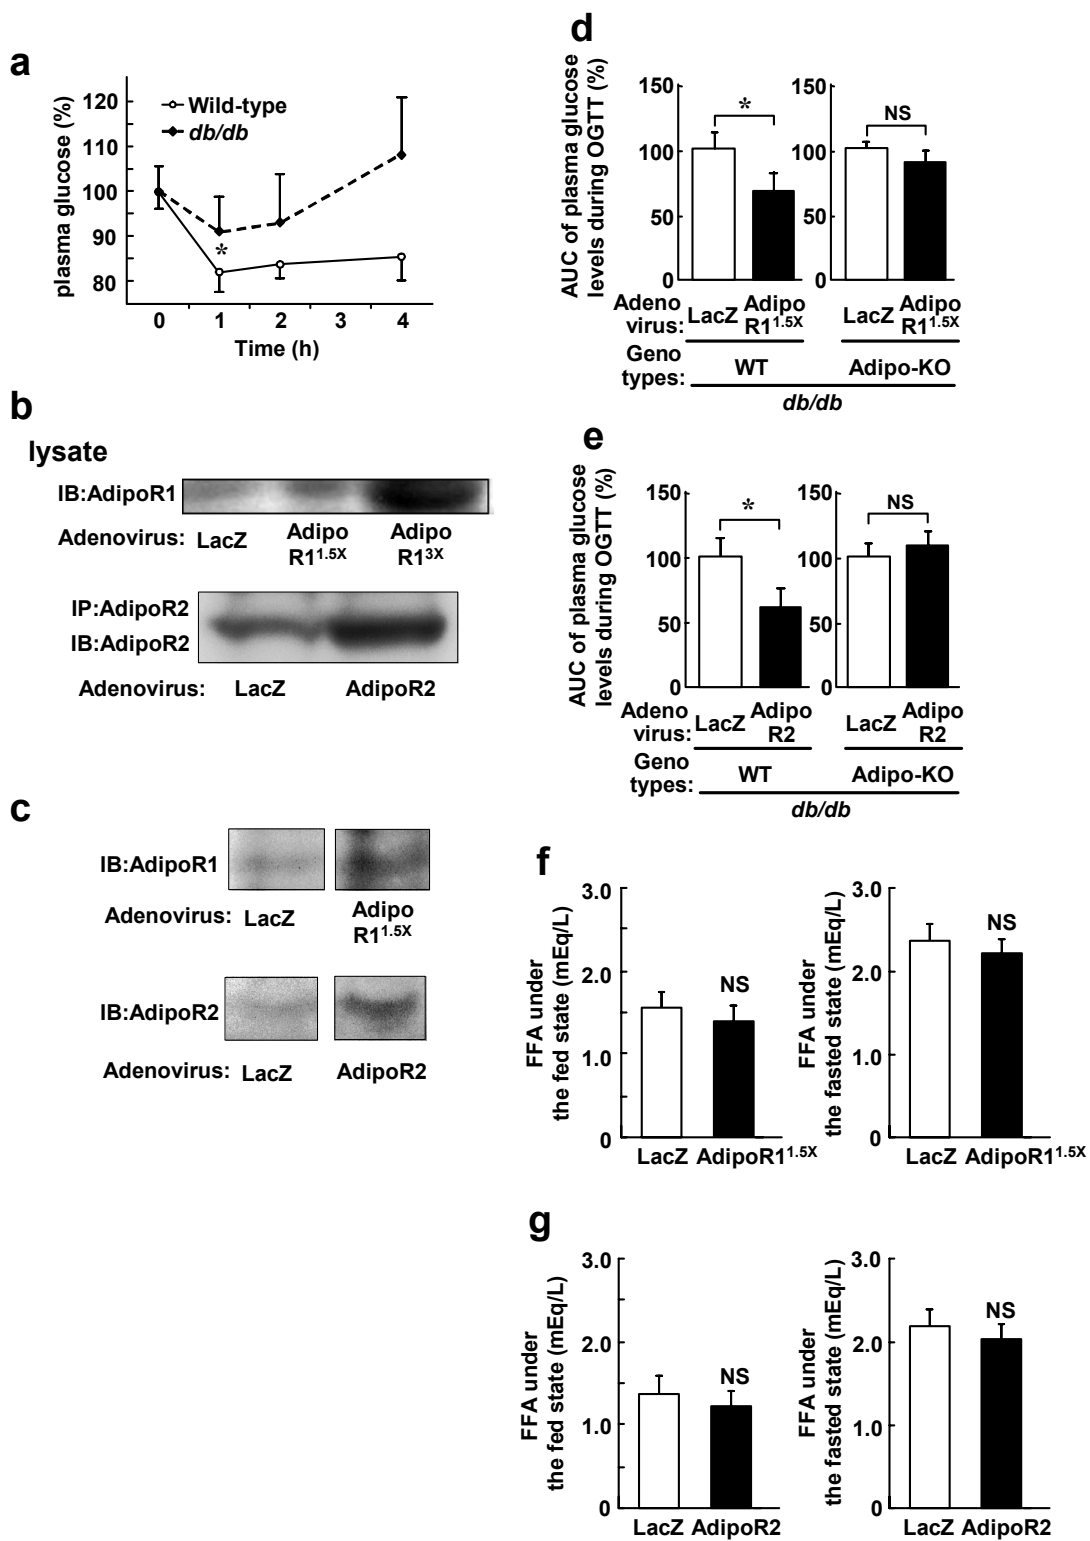 a
plasma glucose (%)
120
110
100
90
80
Wild-type
db/db
*
0 1 2 3 4
Time (h)
b
lysate
IB:AdipoR1
Adenovirus: LacZ Adipo R1^1.5X Adipo R1^3X
IP:AdipoR2
IB:AdipoR2
Adenovirus: LacZ AdipoR2
c
IB:AdipoR1
Adenovirus: LacZ Adipo R1^1.5X
IB:AdipoR2
Adenovirus: LacZ AdipoR2
d
AUC of plasma glucose
levels during OGTT (%)
150
100
50
0
*
150
100
50
0
NS
Adeno virus: LacZ Adipo R1^1.5X LacZ Adipo R1^1.5X
Geno types: WT Adipo-KO
db/db
e
AUC of plasma glucose
levels during OGTT (%)
150
100
50
0
*
150
100
50
0
NS
Adeno virus: LacZ Adipo R2 LacZ Adipo R2
Geno types: WT Adipo-KO
db/db
f
FFA under
the fed state (mEq/L)
3.0
2.0
1.0
0
NS
LacZ AdipoR1^1.5X
FFA under
the fasted state (mEq/L)
3.0
2.0
1.0
0
NS
LacZ AdipoR1^1.5X
g
FFA under
the fed state (mEq/L)
3.0
2.0
1.0
0
NS
LacZ AdipoR2
FFA under
the fasted state (mEq/L)
3.0
2.0
1.0
0
NS
LacZ AdipoR2